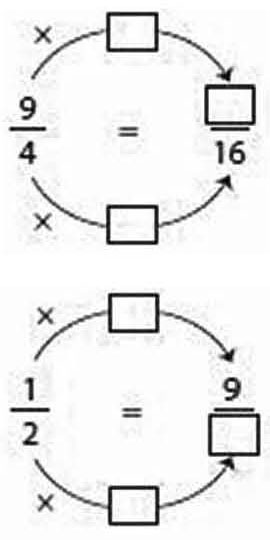 ×
9/4 = □/16
×
×
1/2 = 9/□
×